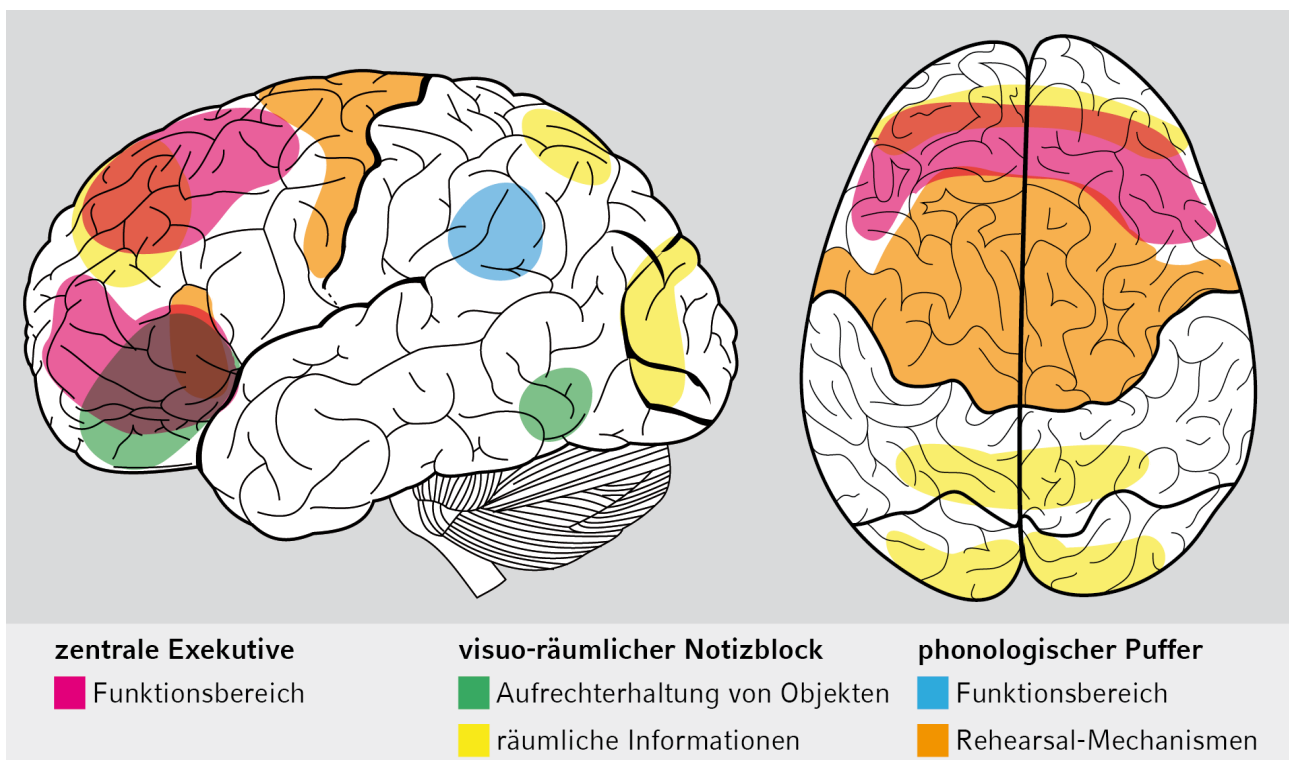 zentrale Exekutive
Funktionsbereich
visuo-räumlicher Notizblock
Aufrechterhaltung von Objekten
räumliche Informationen
phonologischer Puffer
Funktionsbereich
Rehearsal-Mechanismen